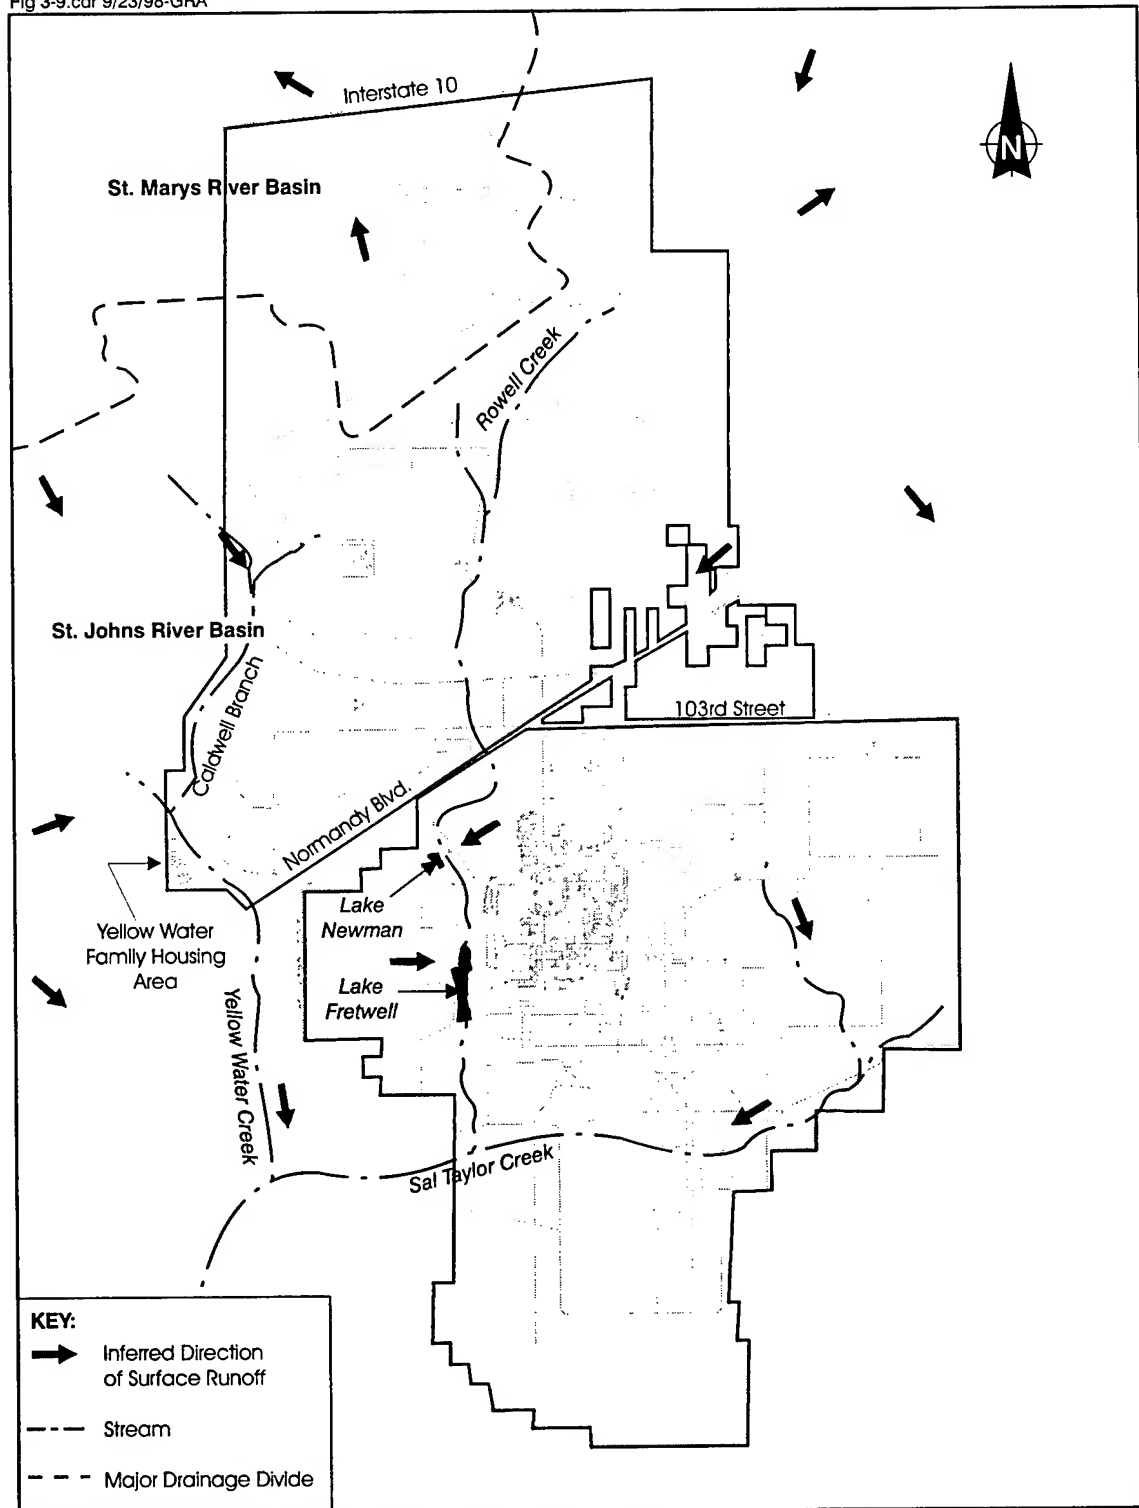 Fig 3-9.cdr 9/23/98-GRA
Interstate 10
N
St. Marys River Basin
Rowell Creek
St. Johns River Basin
Caldwell Branch
103rd Street
Normandy Blvd.
Lake
Newman
Yellow Water
Family Housing
Area
Lake
Fretwell
Yellow Water Creek
Sal Taylor Creek
KEY:
Inferred Direction
of Surface Runoff
Stream
Major Drainage Divide